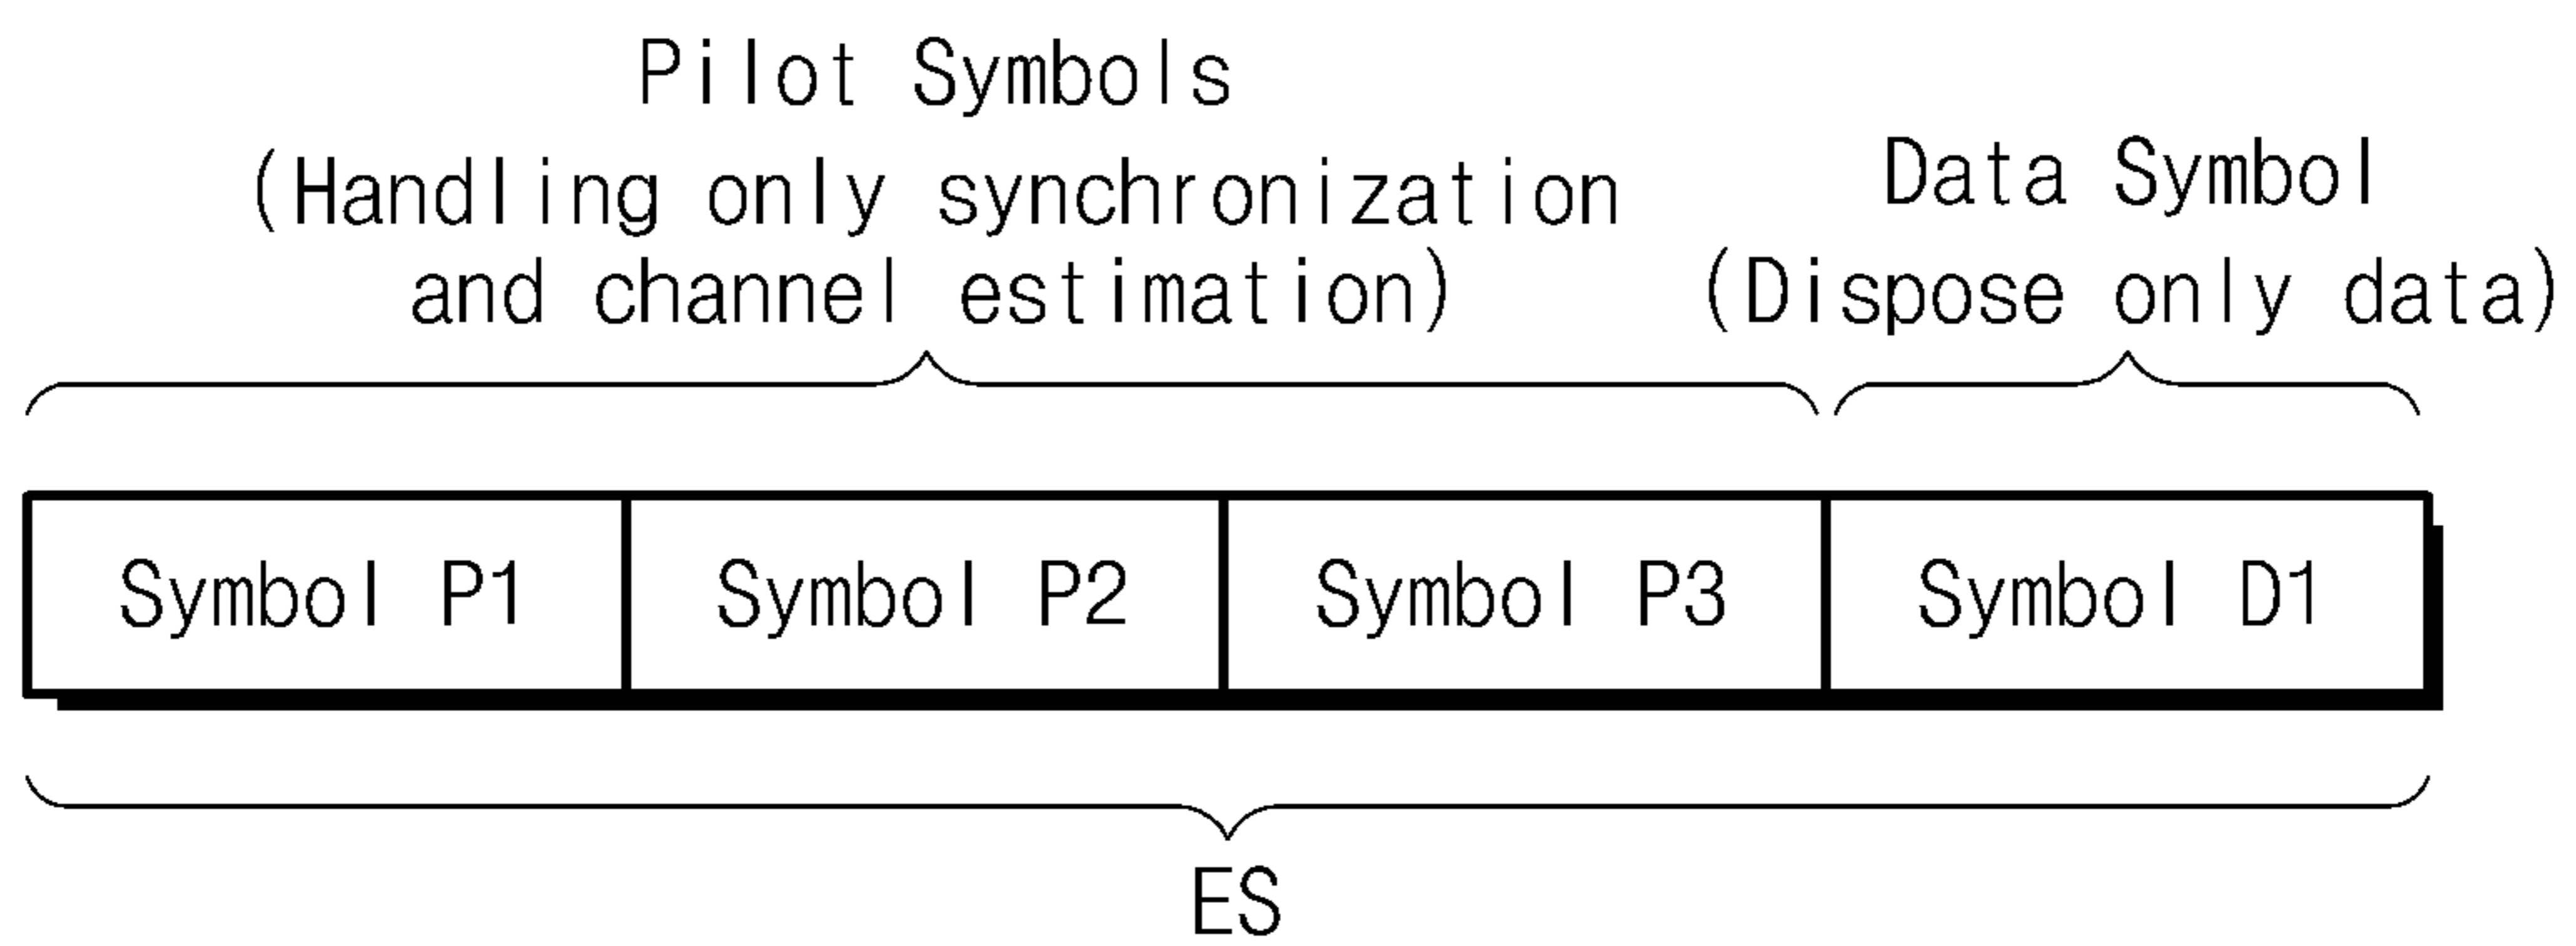 Pilot Symbols
(Handling only synchronization
and channel estimation)
Data Symbol
(Dispose only data)
Symbol P1
Symbol P2
Symbol P3
Symbol D1
ES